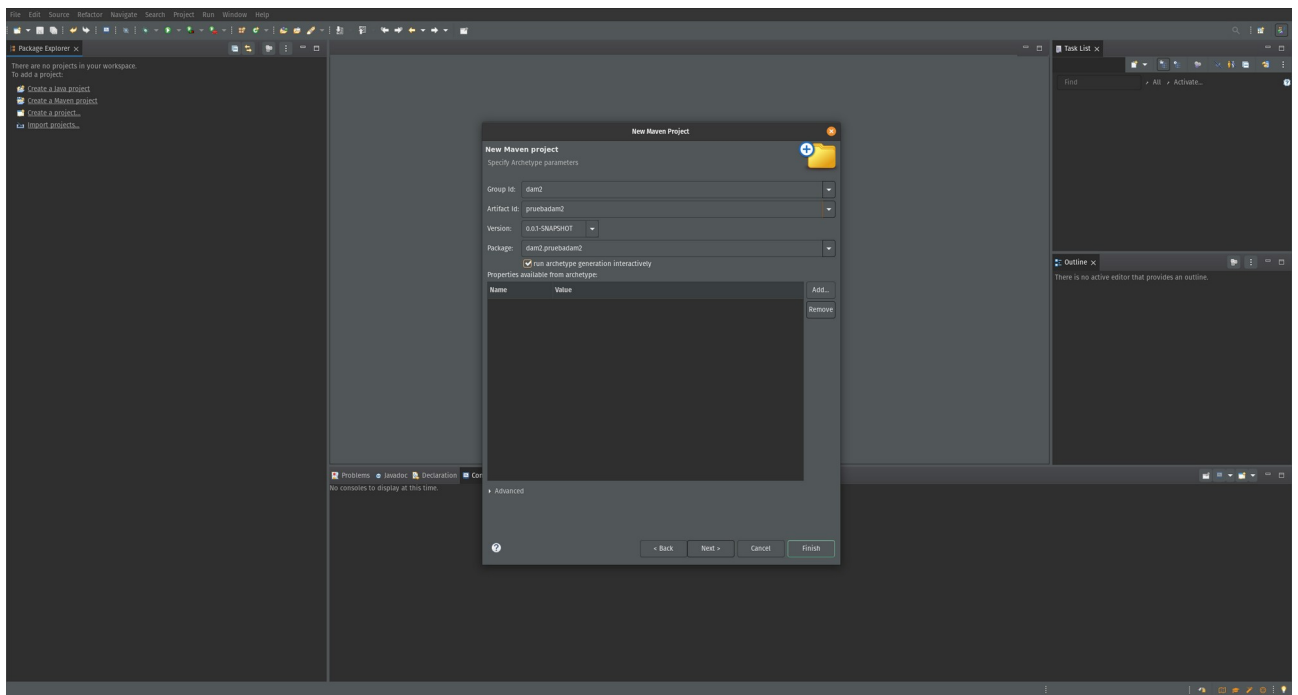 File Edit Source Refactor Navigate Search Project Run Window Help
Package Explorer
There are no projects in your workspace.
To add a project:
Create a Java project
Create a Maven project
Create a project...
Import projects...
Task List
Find
All
Activate...
New Maven Project
New Maven project
Specify Archetype parameters
Group Id: dam2
Artifact Id: pruebadam2
Version: 0.0.1-SNAPSHOT
Package: dam2.pruebadam2
run archetype generation interactively
Properties available from archetype:
Name Value
Add...
Remove
Advanced
< Back Next > Cancel Finish
Outline
There is no active editor that provides an outline.
Problems Javadoc Declaration Con
No consoles to display at this time.